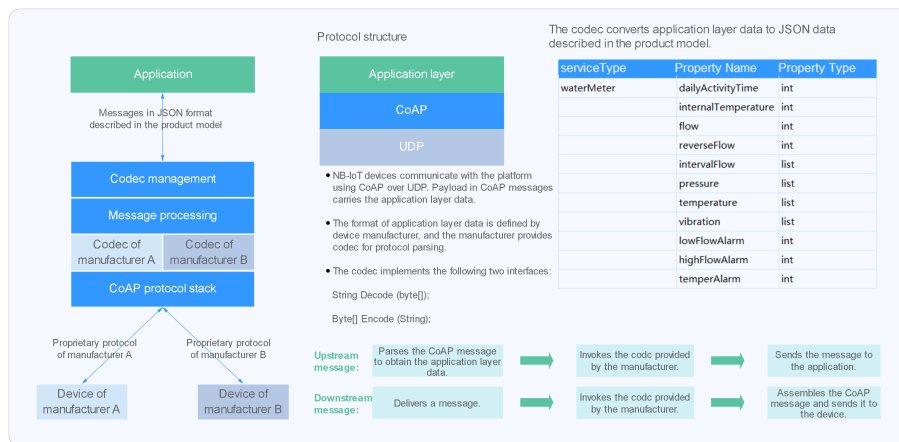 Application
Messages in JSON format
described in the product model
Codec management
Message processing
Codec of
manufacturer A
Codec of
manufacturer B
CoAP protocol stack
Proprietary protocol
of manufacturer A
Proprietary protocol
of manufacturer B
Device of
manufacturer A
Device of
manufacturer B
Protocol structure
Application layer
CoAP
UDP
• NB-IoT devices communicate with the platform
using CoAP over UDP. Payload in CoAP messages
carries the application layer data.
• The format of application layer data is defined by
device manufacturer, and the manufacturer provides
codec for protocol parsing.
• The codec implements the following two interfaces:
String Decode (byte[]);
Byte[] Encode (String);
The codec converts application layer data to JSON data
described in the product model.
serviceType Property Name Property Type
waterMeter dailyActivityTime int
internalTemperature int
flow int
reverseFlow int
intervalFlow list
pressure list
temperature list
vibration list
lowFlowAlarm int
highFlowAlarm int
temperAlarm int
Upstream
message:
Parses the CoAP message
to obtain the application layer
data.
Invokes the codc provided
by the manufacturer.
Sends the message to
the application.
Downstream
message:
Delivers a message.
Invokes the codc provided
by the manufacturer.
Assembles the CoAP
message and sends it to
the device.